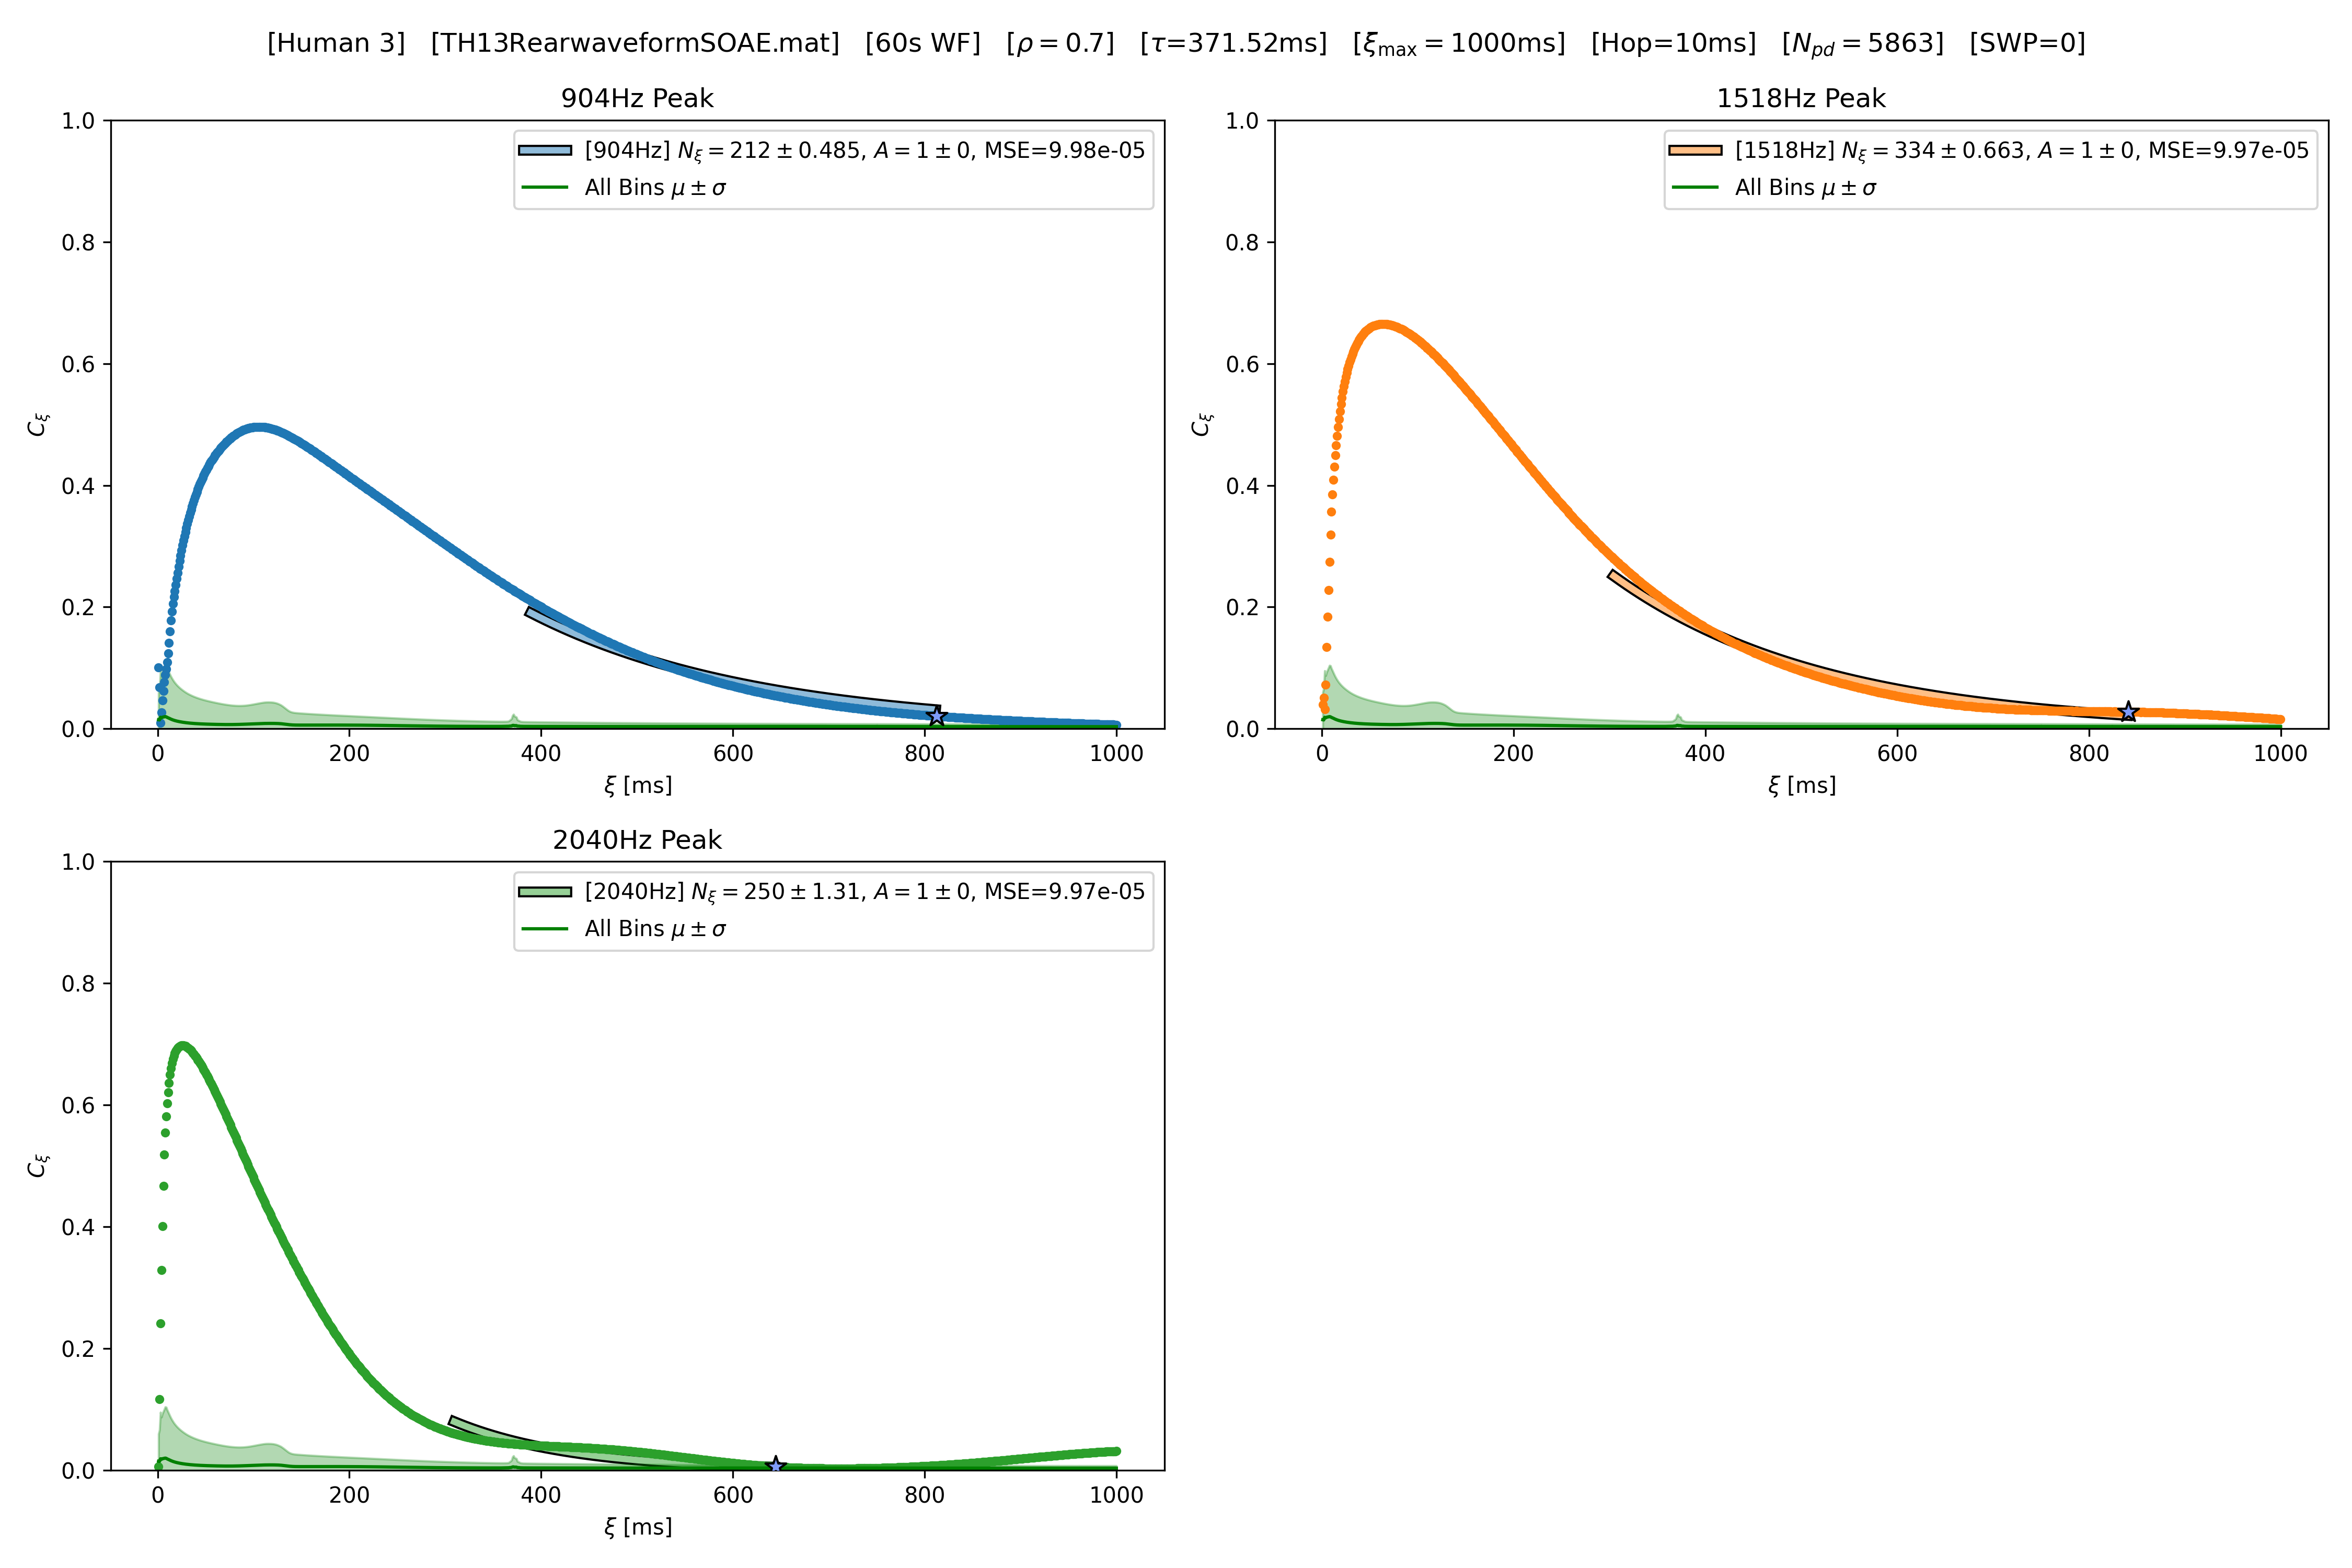 [Human 3] [TH13RearwaveformSOAE.mat] [60s WF] [ρ = 0.7] [τ=371.52ms] [ξmax = 1000ms] [Hop=10ms] [Npd = 5863] [SWP=0]
904Hz Peak
1.0
0.8
0.6
0.4
0.2
0.0
Cξ
[904Hz] Nξ = 212 ± 0.485, A = 1 ± 0, MSE=9.98e-05
All Bins μ ± σ
0 200 400 600 800 1000
ξ [ms]
1518Hz Peak
1.0
0.8
0.6
0.4
0.2
0.0
Cξ
[1518Hz] Nξ = 334 ± 0.663, A = 1 ± 0, MSE=9.97e-05
All Bins μ ± σ
0 200 400 600 800 1000
ξ [ms]
2040Hz Peak
1.0
0.8
0.6
0.4
0.2
0.0
Cξ
[2040Hz] Nξ = 250 ± 1.31, A = 1 ± 0, MSE=9.97e-05
All Bins μ ± σ
0 200 400 600 800 1000
ξ [ms]